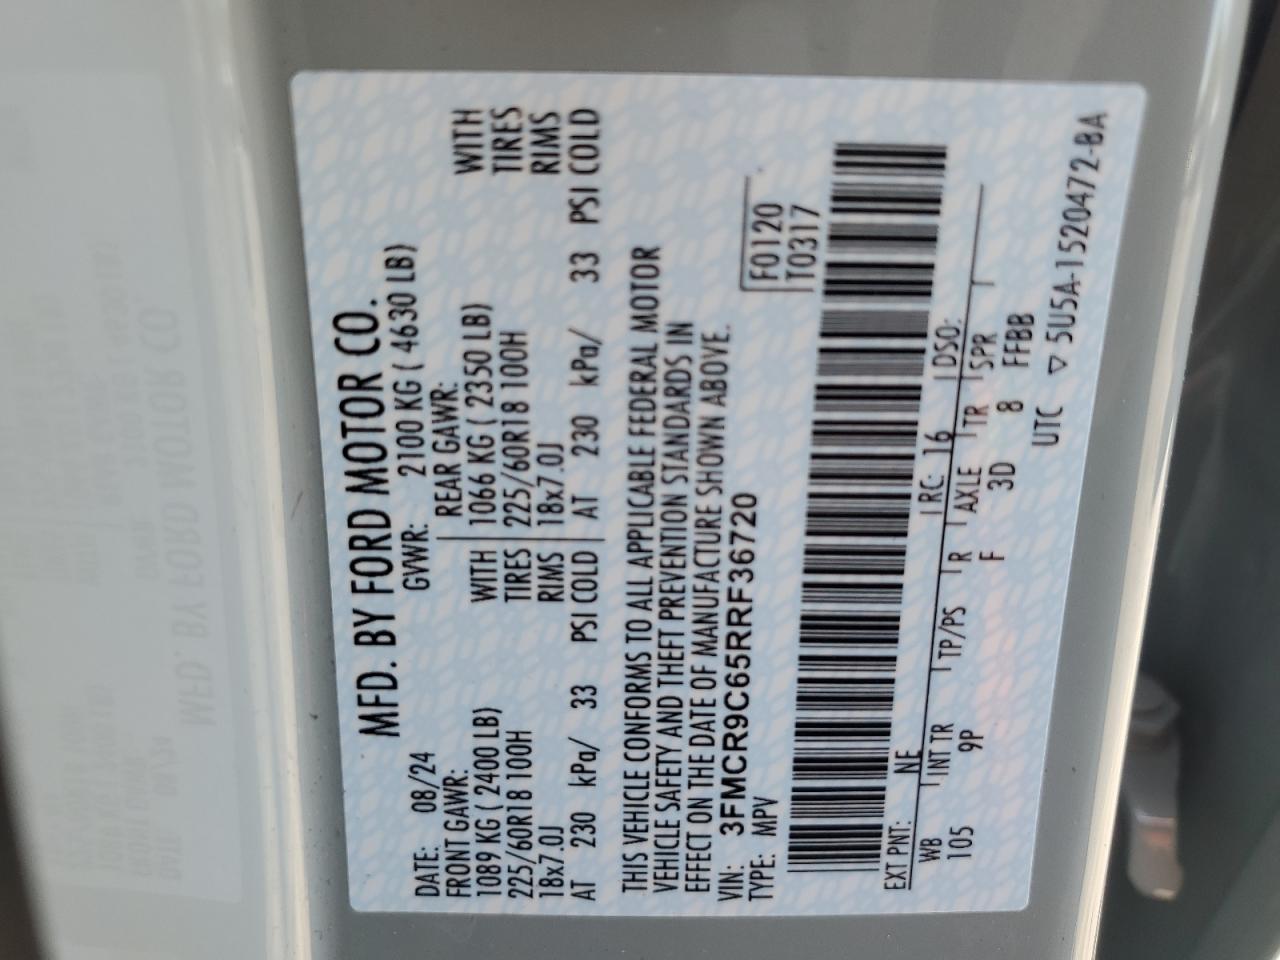 MFD. BY FORD MOTOR CO.
DATE: 08/24 GVWR: 2100 KG ( 4630 LB)
FRONT GAWR: REAR GAWR:
1089 KG ( 2400 LB) WITH 1066 KG ( 2350 LB) WITH
225/60R18 100H TIRES 225/60R18 100H TIRES
18x7.0J RIMS 18x7.0J RIMS
AT 230 kPa/ 33 PSI COLD AT 230 kPa/ 33 PSI COLD
THIS VEHICLE CONFORMS TO ALL APPLICABLE FEDERAL MOTOR
VEHICLE SAFETY AND THEFT PREVENTION STANDARDS IN
EFFECT ON THE DATE OF MANUFACTURE SHOWN ABOVE.
VIN: 3FMCR9C65RRF36720
TYPE: MPV
F0120
T0317
EXT PNT: NE RC: 16 DSO:
WB INT TR TP/PS R AXLE TR SPR
105 9P F 3D 8 FFBB
UTC ▽ 5U5A-1520472-BA